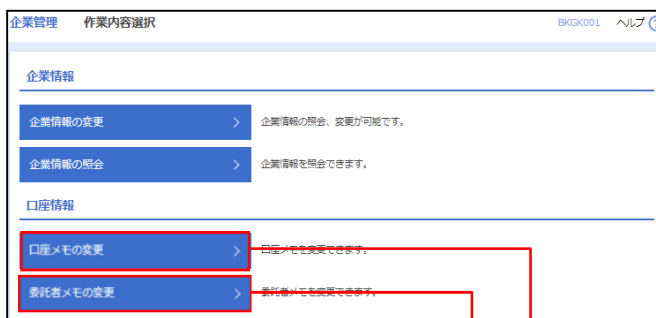 企業管理 作業内容選択 BKGK001 ヘルプ ?
企業情報
企業情報の変更 企業情報の照会、変更が可能です。
企業情報の照会 企業情報を照会できます。
口座情報
口座メモの変更 口座メモを変更できます。
委託者メモの変更 委託者メモを変更できます。